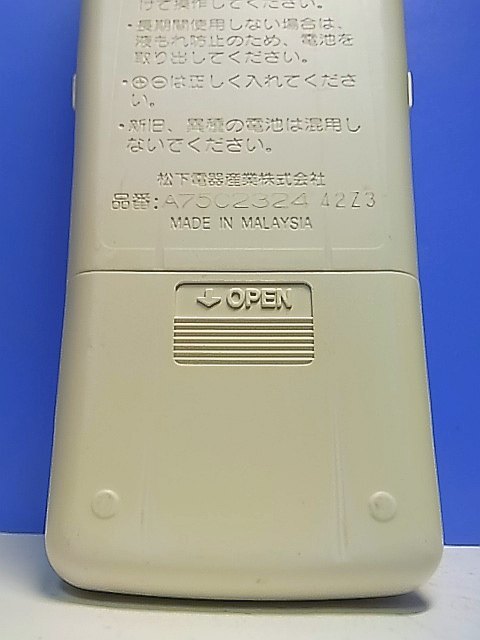 けて操作してください。
・長期間使用しない場合は、
液もれ防止のため、電池を
取り出してください。
・⊕⊖は正しく入れてくださ
い。
・新旧、異種の電池は混用し
ないでください。
松下電器産業株式会社
品番:A75C2324 42Z3
MADE IN MALAYSIA
↓ OPEN